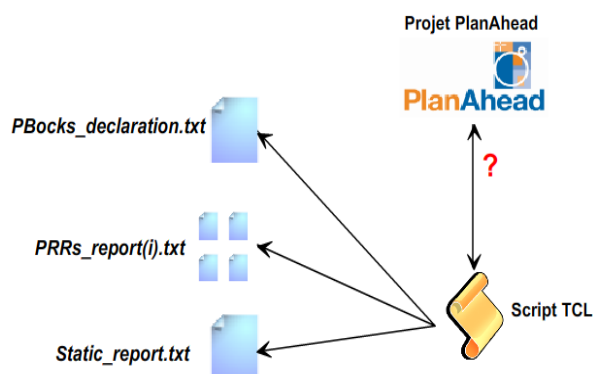 Projet PlanAhead
PlanAhead
PBocks_declaration.txt
?
PRRs_report(i).txt
Script TCL
Static_report.txt